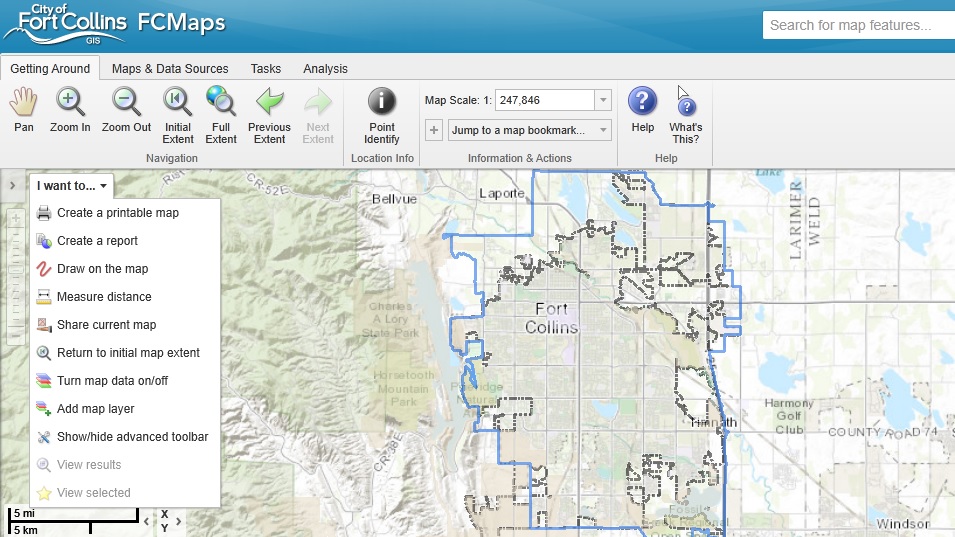 City of
Fort Collins
GIS
FCMaps
Search for map features...
Getting Around
Maps & Data Sources
Tasks
Analysis
Pan
Zoom In
Zoom Out
Initial
Extent
Full
Extent
Previous
Extent
Next
Extent
Navigation
Point
Identify
Location Info
Map Scale: 1: 247,846
Jump to a map bookmark...
Information & Actions
Help
What's
This?
Help
I want to...
Create a printable map
Create a report
Draw on the map
Measure distance
Share current map
Return to initial map extent
Turn map data on/off
Add map layer
Show/hide advanced toolbar
View results
View selected
5 mi
5 km
X
Y
Rist
CR-52E
Bellvue
Laporte
Lake
LARIMER
WELD
Charles
A Lory
State Park
Fort
Collins
Horsetooth
Mountain
Park
CR-38E
Harmony
Golf
Club
COUNTY ROAD 74
Windsor